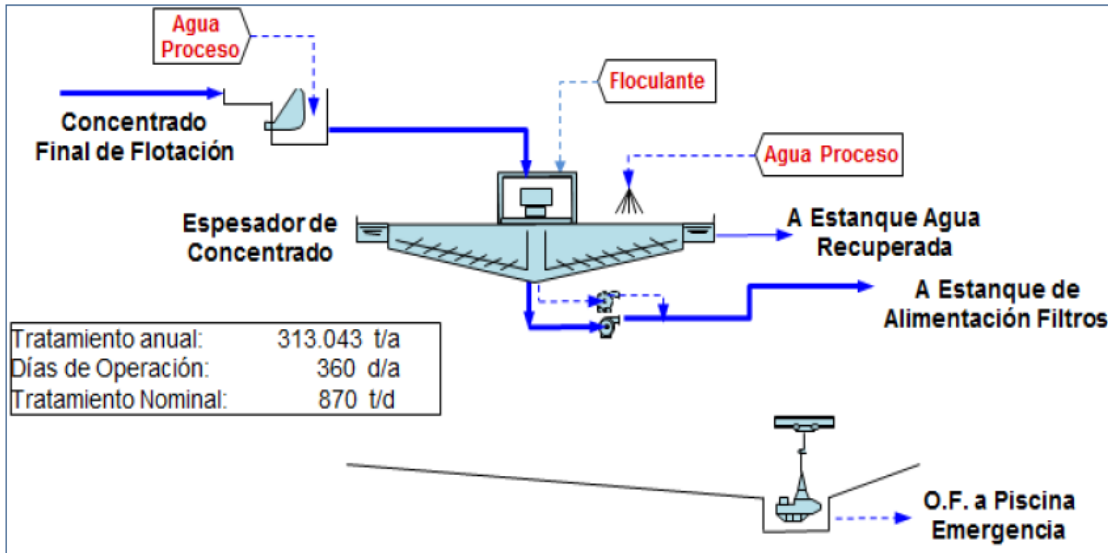 Agua
Proceso
Concentrado
Final de Flotación
Floculante
Agua Proceso
Espesador de
Concentrado
A Estanque Agua
Recuperada
A Estanque de
Alimentación Filtros
Tratamiento anual: 313.043 t/a
Días de Operación: 360 d/a
Tratamiento Nominal: 870 t/d
O.F. a Piscina
Emergencia